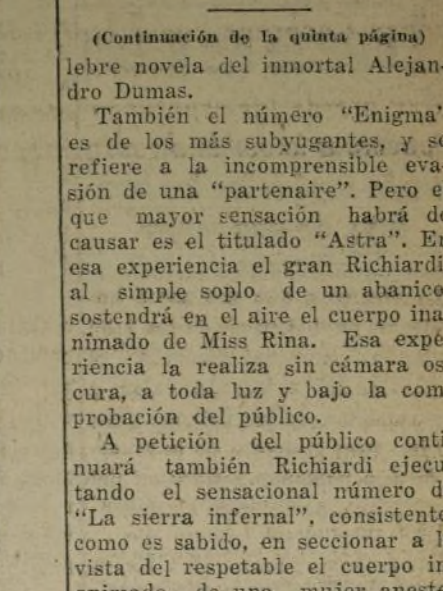 (Continuación de la quinta página)
lebre novela del inmortal Alejan-
dro Dumas.
También el número "Enigma"
es de los más subyugantes, y se
refiere a la incomprensible eva-
sión de una "partenaire". Pero e
que mayor sensación habrá de
causar es el titulado "Astra". En
esa experiencia el gran Richiardi
al simple soplo de un abanico
sostendrá en el aire el cuerpo ina
nimado de Miss Rina. Esa expe
riencia la realiza sin cámara os
cura, a toda luz y bajo la com
probación del público.
A petición del público conti
nuará también Richiardi ejecu
tando el sensacional número d
"La sierra infernal", consistente
como es sabido, en seccionar a l
vista del respetable el cuerpo in
animado de una mujer aneste